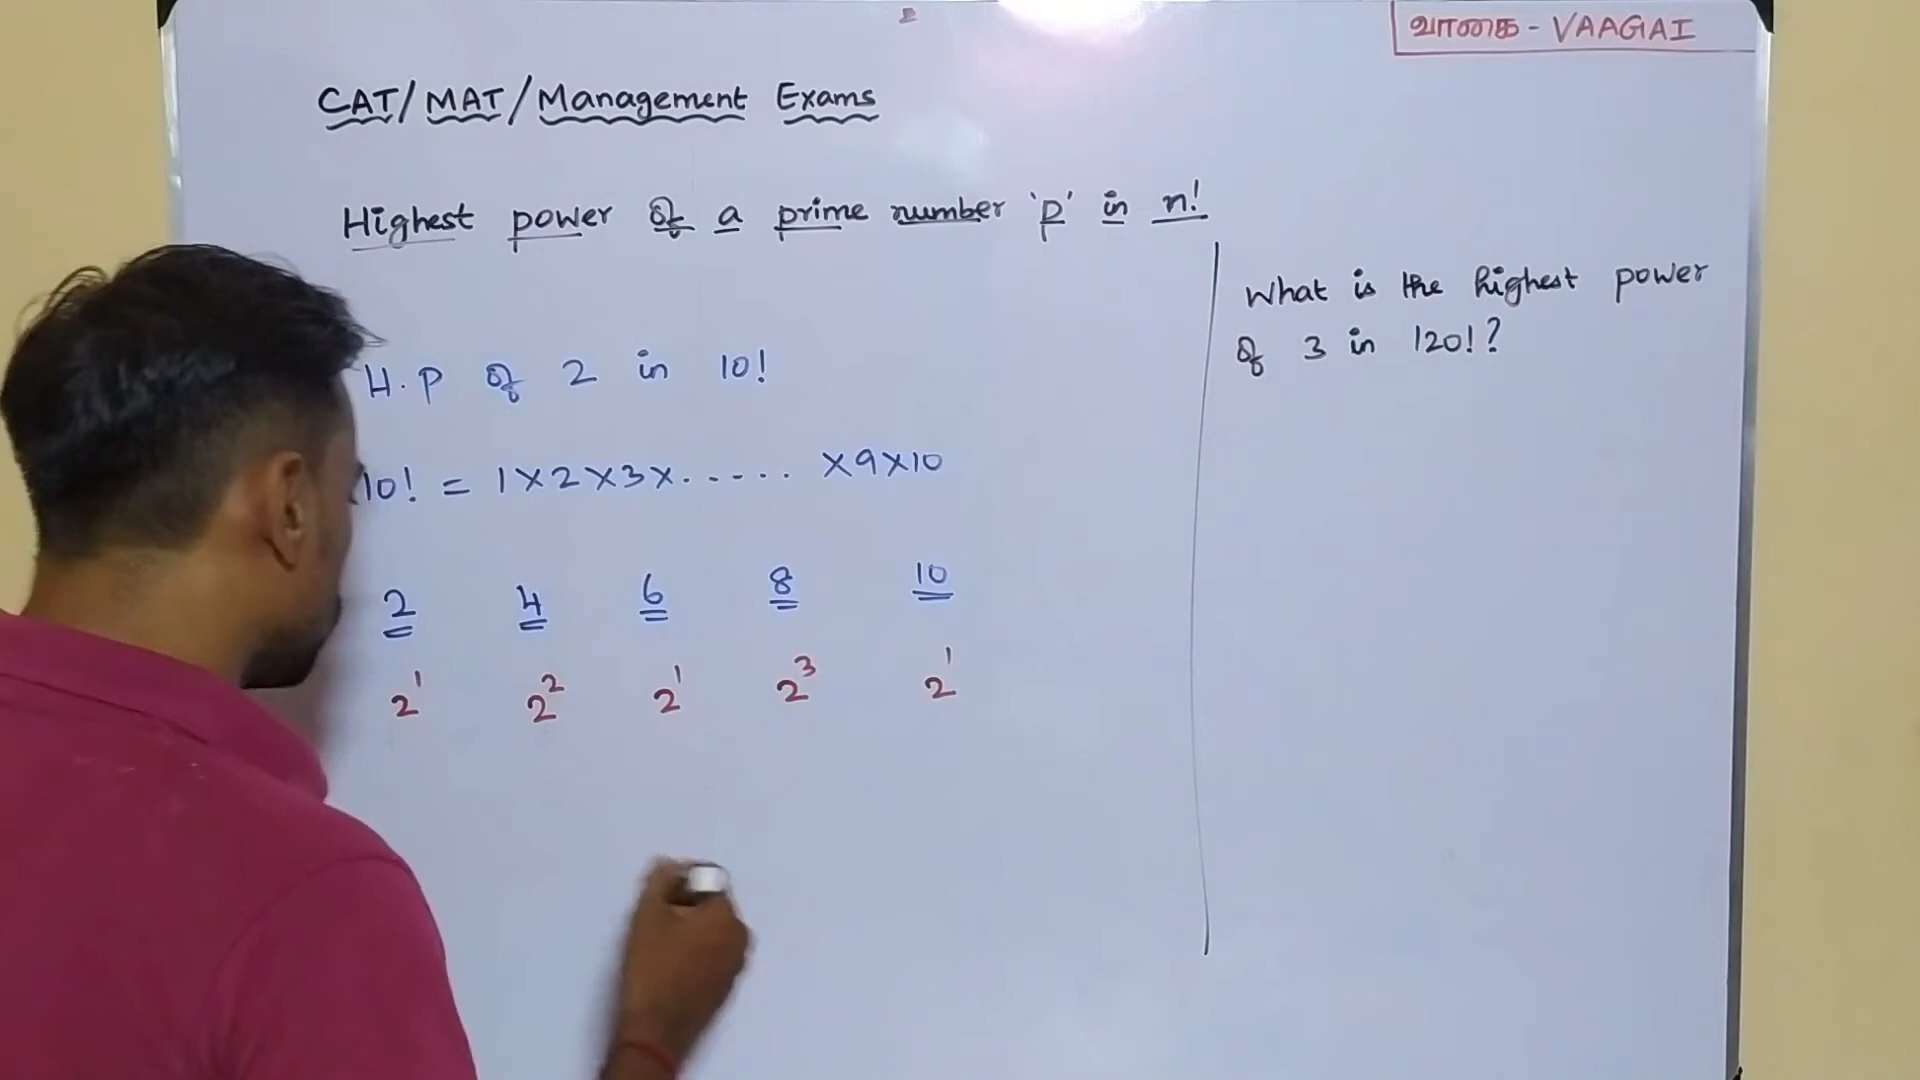 வாகை - VAAGAI
CAT/MAT/Management Exams
Highest power of a prime number 'p' in n!
H.P of 2 in 10!
10! = 1×2×3×..... ×9×10
2 4 6 8 10
2¹ 2² 2¹ 2³ 2¹
What is the highest power
of 3 in 120!?